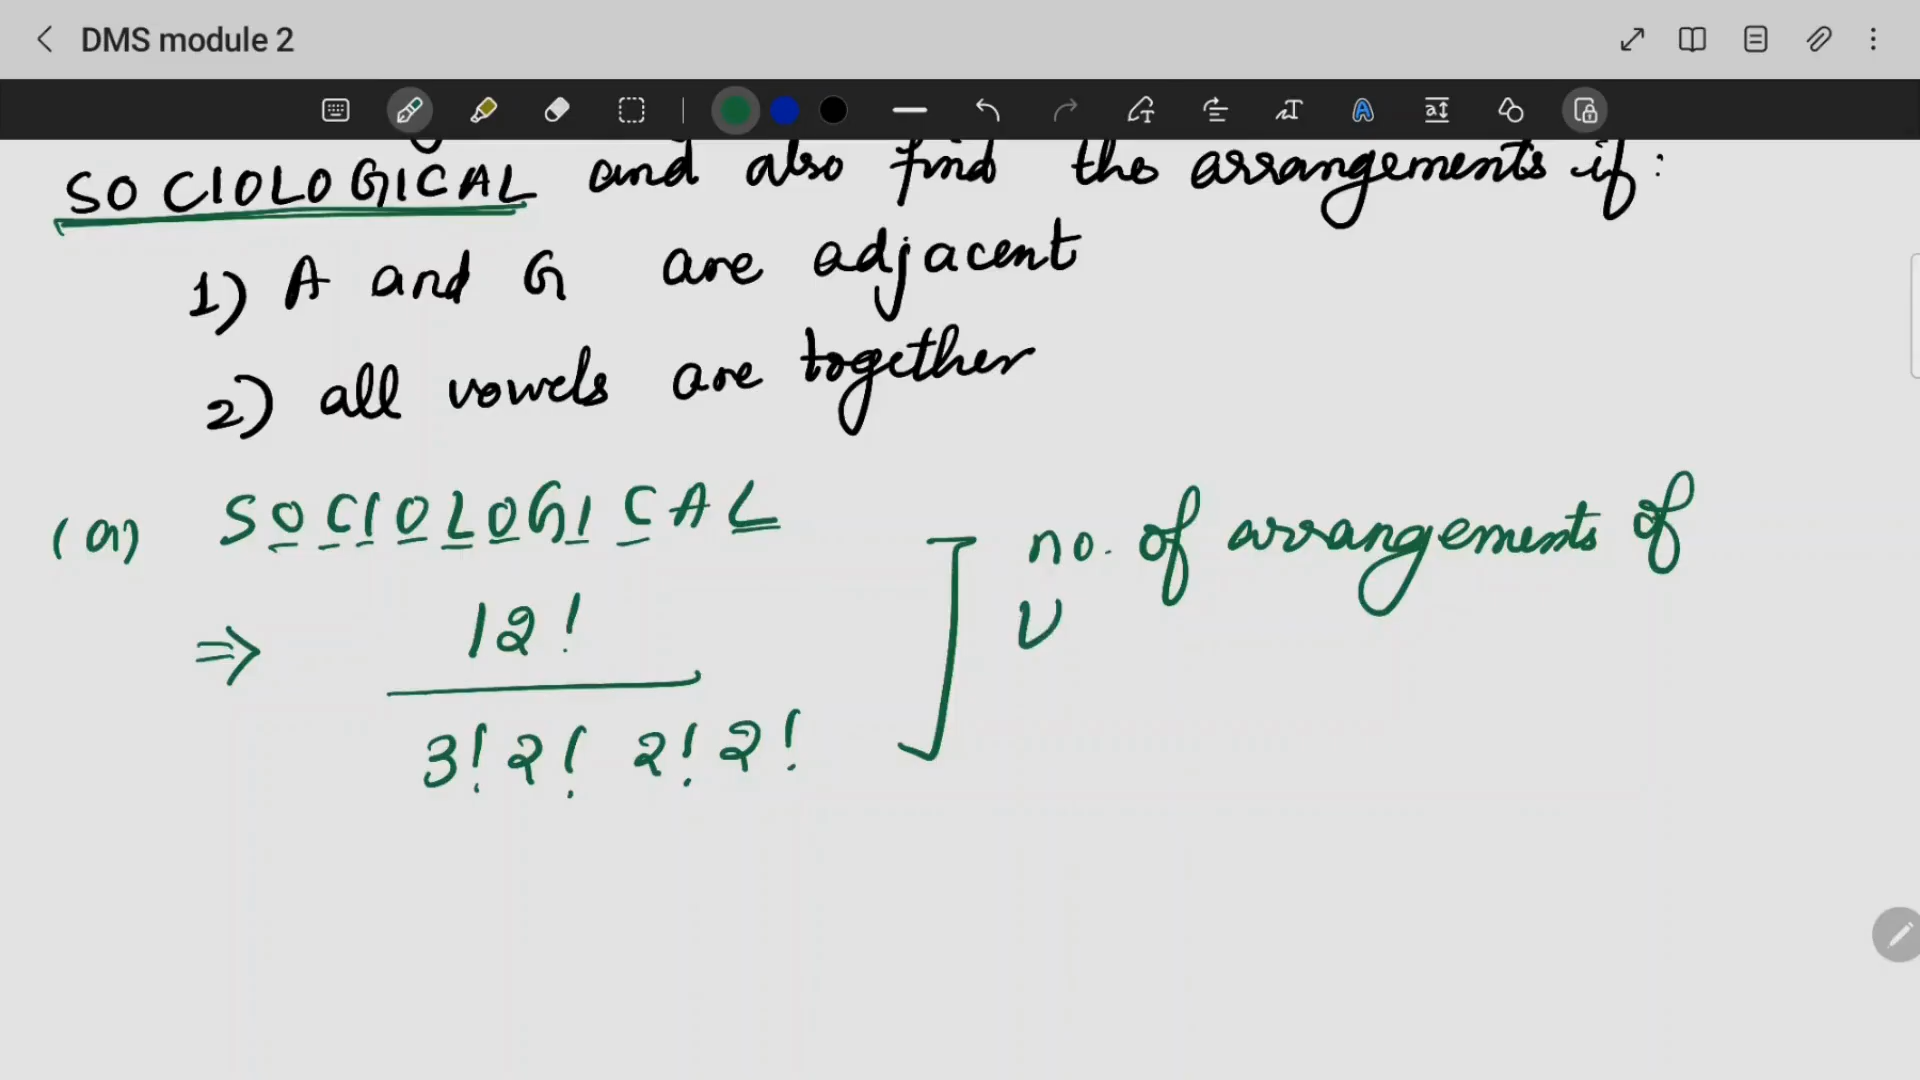 DMS module 2
SOCIOLOGICAL and also find the arrangements if:
1) A and G are adjacent
2) all vowels are together
(a) SOCIOLOGICAL
⇒ 12!
3! 2! 2! 2!
no. of arrangements of